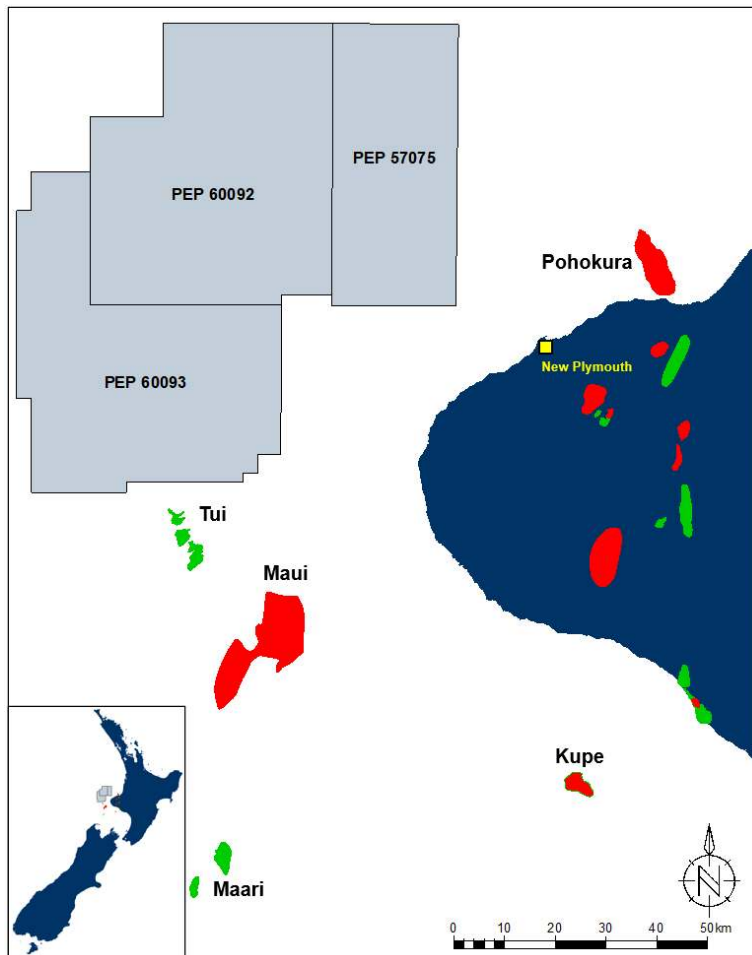 PEP 57075
PEP 60092
Pohokura
New Plymouth
PEP 60093
Tui
Maui
Kupe
Maari
N
0 10 20 30 40 50 km